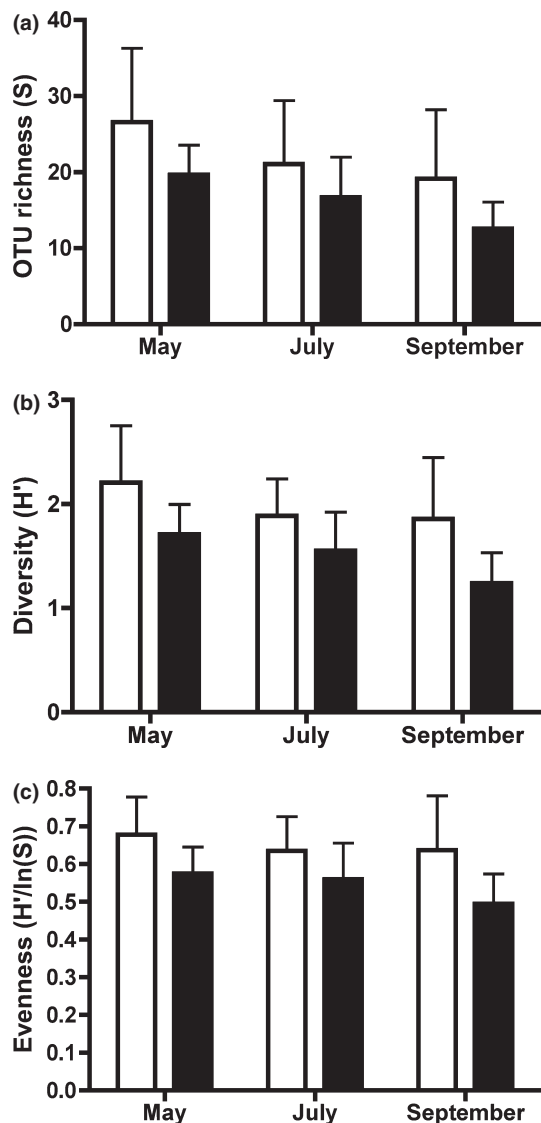 (a)
OTU richness (S)
40
30
20
10
0
May July September
(b)
Diversity (H')
3
2
1
0
May July September
(c)
Evenness (H'/ln(S))
0.8
0.7
0.6
0.5
0.4
0.3
0.2
0.1
0.0
May July September